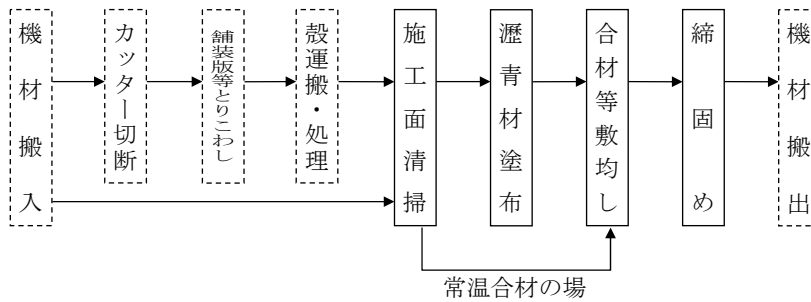 機材搬入
カッター切断
舗装版等とりこわし
殻運搬・処理
施工面清掃
瀝青材塗布
合材等敷均し
締固め
機材搬出
常温合材の場